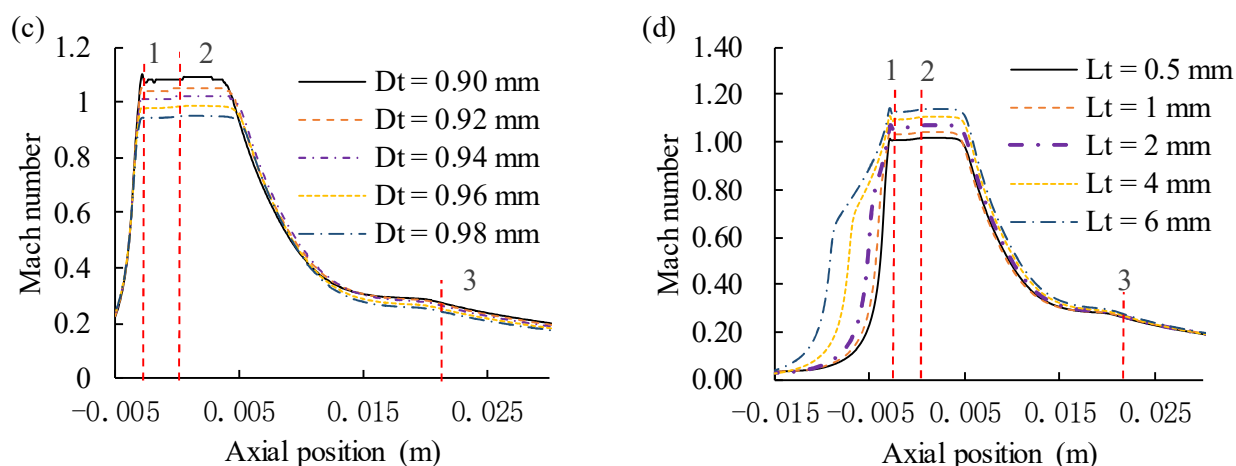 (c)
Mach number
1.2
1
0.8
0.6
0.4
0.2
0
1
2
3
Dt = 0.90 mm
Dt = 0.92 mm
Dt = 0.94 mm
Dt = 0.96 mm
Dt = 0.98 mm
-0.005
0.005
0.015
0.025
Axial position (m)
(d)
Mach number
1.40
1.20
1.00
0.80
0.60
0.40
0.20
0.00
1
2
3
Lt = 0.5 mm
Lt = 1 mm
Lt = 2 mm
Lt = 4 mm
Lt = 6 mm
-0.015
-0.005
0.005
0.015
0.025
Axial position (m)